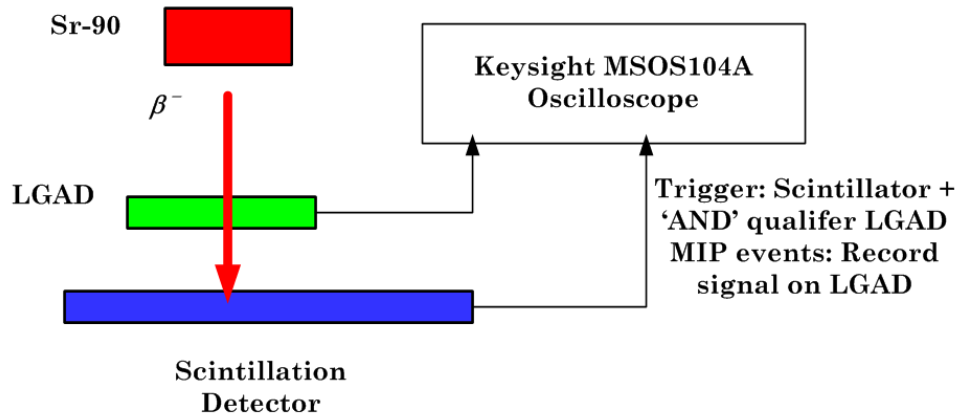 Sr-90
β⁻
LGAD
Keysight MSOS104A
Oscilloscope
Trigger: Scintillator +
‘AND’ qualifer LGAD
MIP events: Record
signal on LGAD
Scintillation
Detector